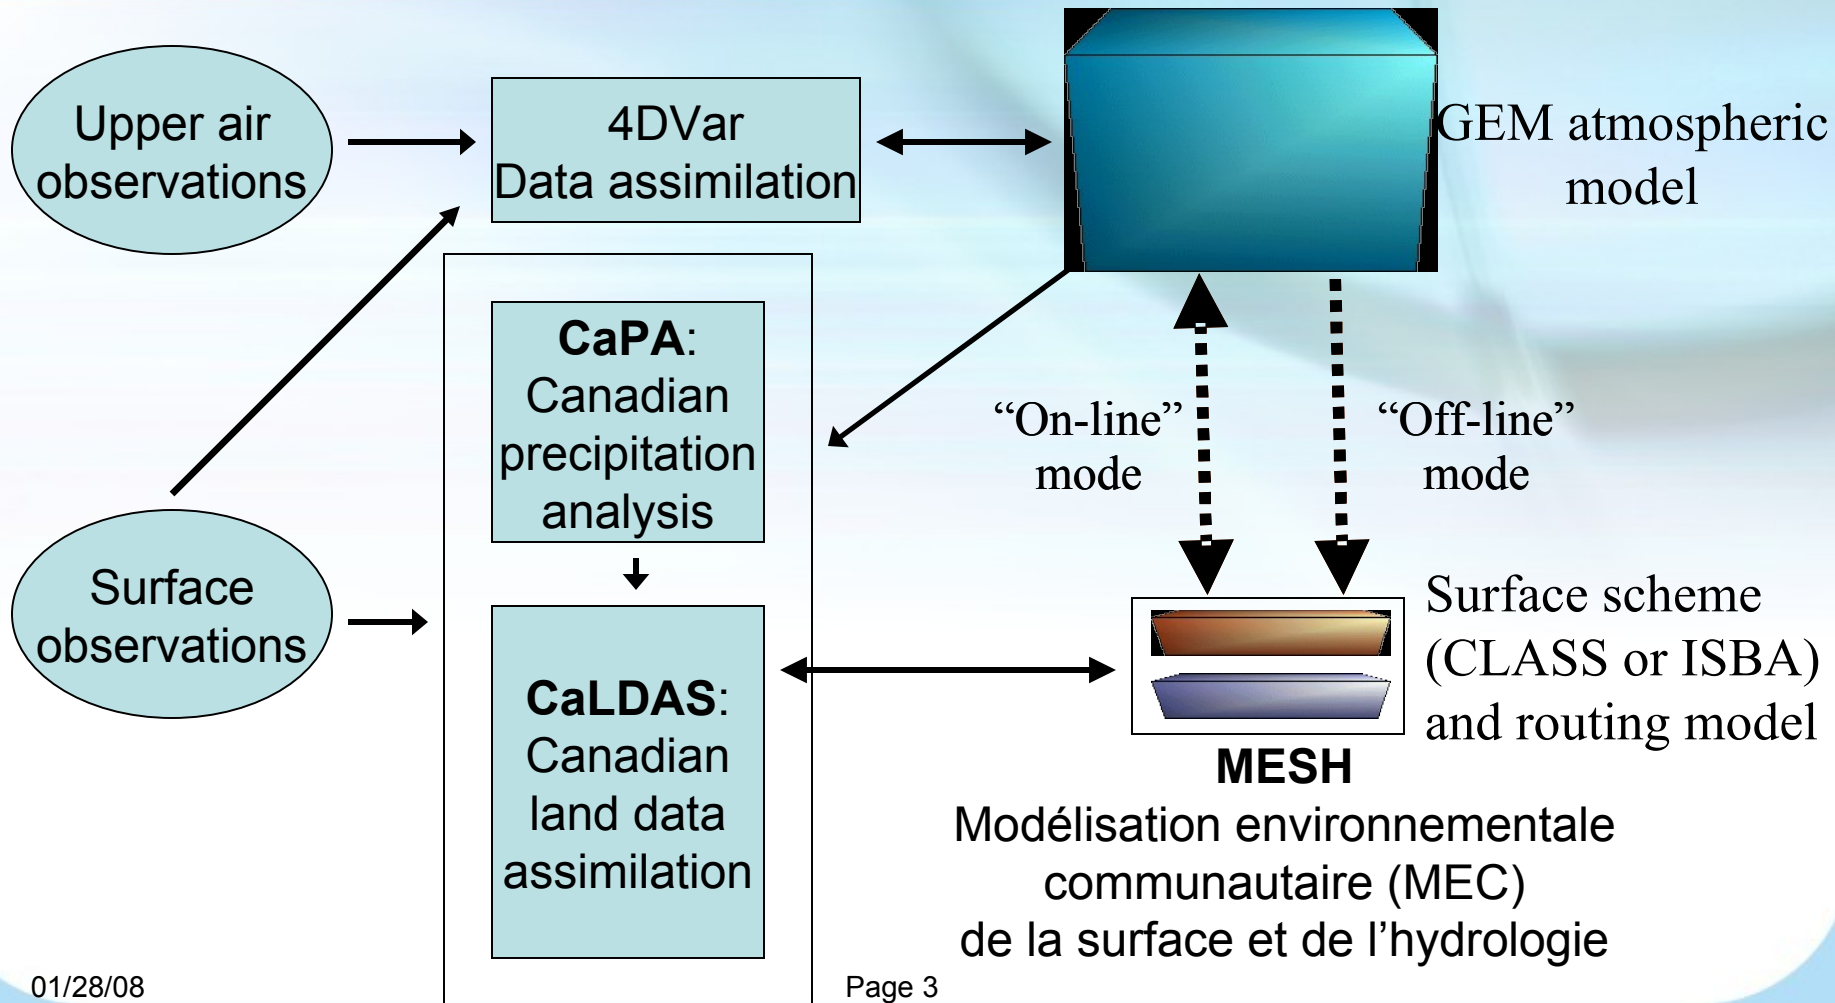 Upper air
observations
4DVar
Data assimilation
GEM atmospheric
model
CaPA:
Canadian
precipitation
analysis
“On-line”
mode
“Off-line”
mode
Surface
observations
CaLDAS:
Canadian
land data
assimilation
Surface scheme
(CLASS or ISBA)
and routing model
MESH
Modélisation environnementale
communautaire (MEC)
de la surface et de l’hydrologie
01/28/08
Page 3